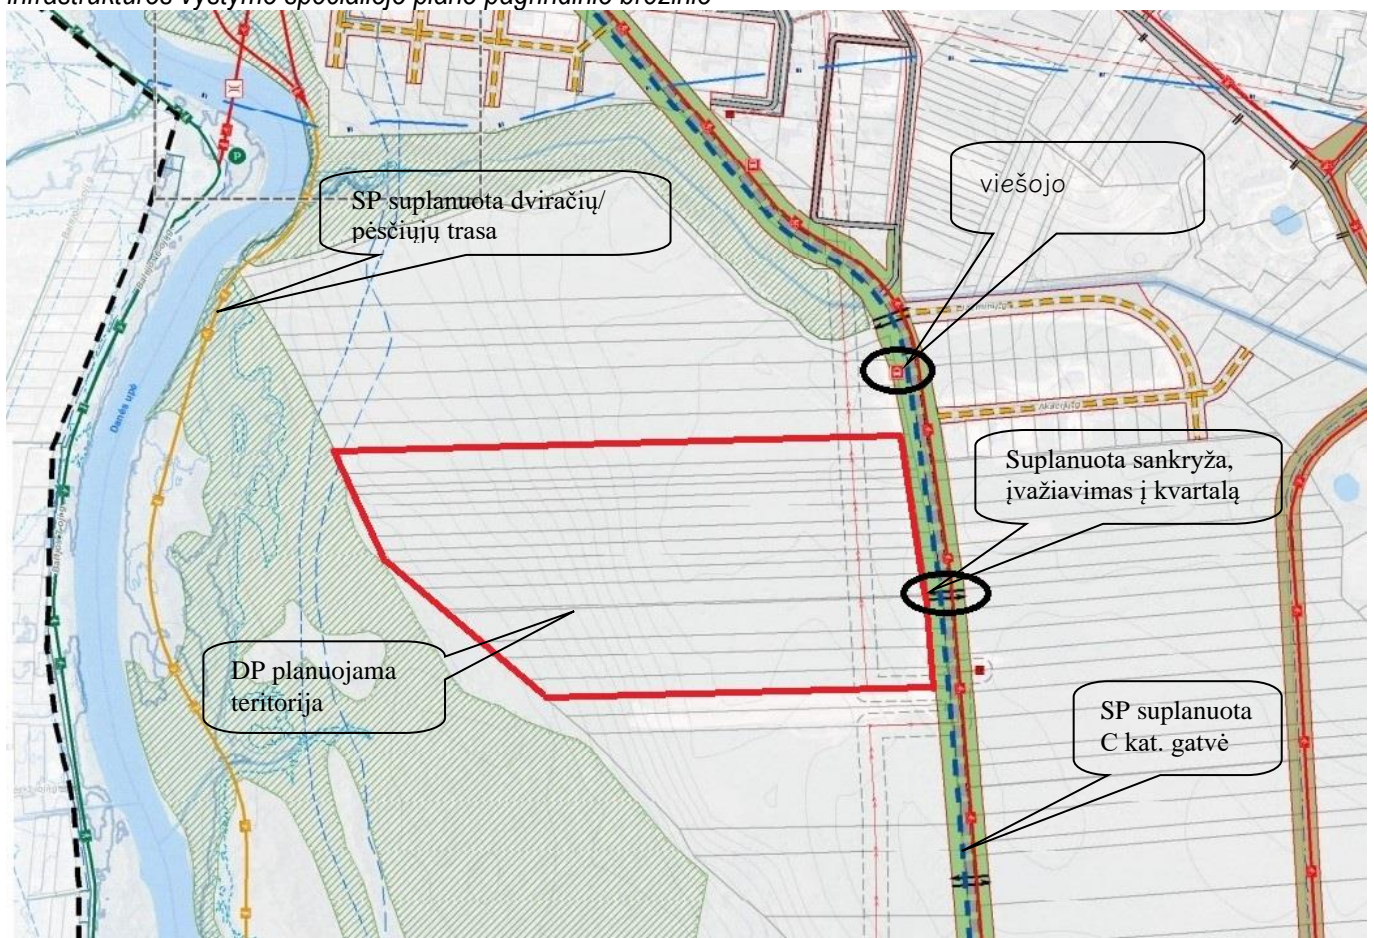 infrastruktūros vystymo specialiojo plano pagrindinio brėžinio
SP suplanuota dviračių/
pėsčiųjų trasa
viešojo
Suplanuota sankryža,
įvažiavimas į kvartalą
DP planuojama
teritorija
SP suplanuota
C kat. gatvė
Danės upė
Akacijų g.
P